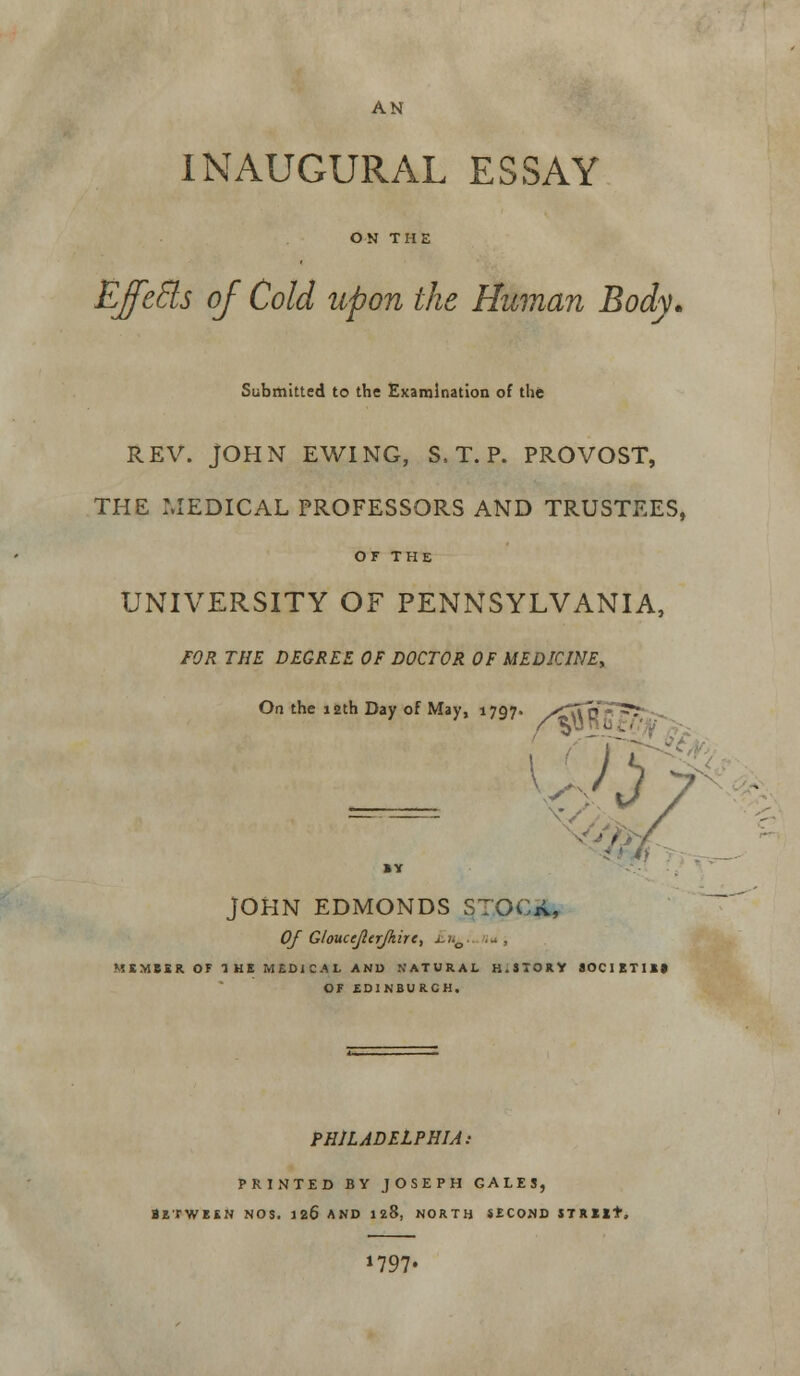 AN
INAUGURAL ESSAY
ON THE
Effects of Cold upon the Human Body.
Submitted to the Examination of the
REV. JOHN EWING, S. T. P. PROVOST,
THE MEDICAL PROFESSORS AND TRUSTEES,
OF THE
UNIVERSITY OF PENNSYLVANIA,
FOR THE DEGREE OF DOCTOR OF MEDICINE,
On the 12th Day of May, 1797.
BY
JOHN EDMONDS STOCK,
Of Glouceſterſhire,
MEMBER OF THE MEDICAL AND NATURAL HISTORY SOCIETIES
OF EDINBURGH.
PHILADELPHIA:
PRINTED BY JOSEPH GALES,
BETWEEN NOS. 126 AND 128, NORTH SECOND STREET.
1797.